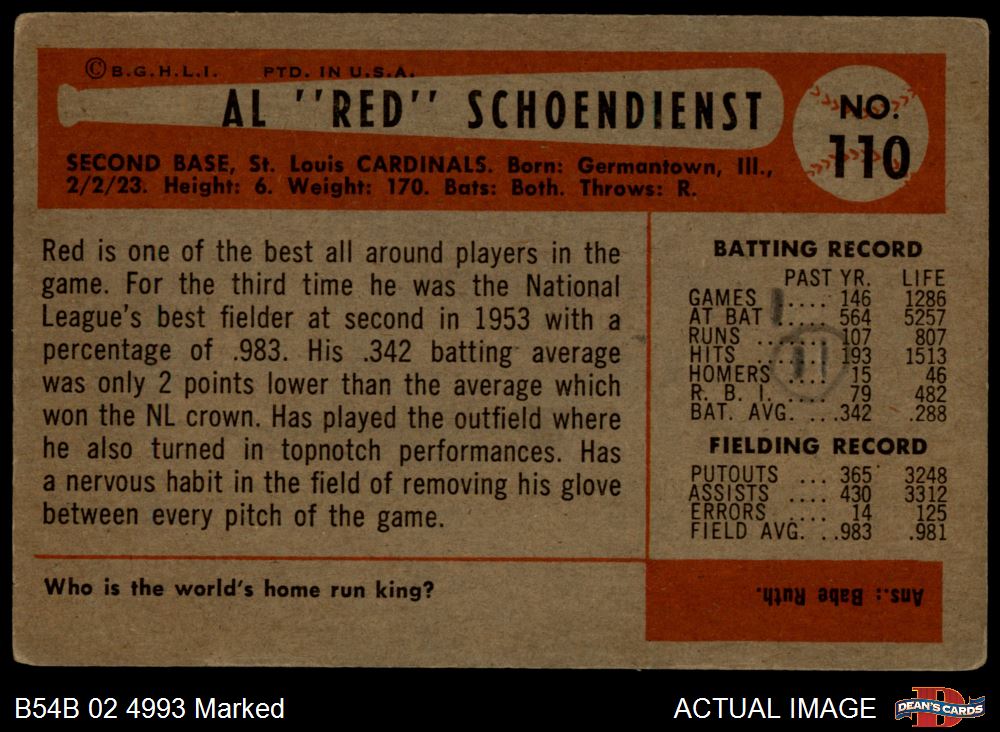 © B.G.H.L.I. PTD. IN U.S.A.
AL "RED" SCHOENDIENST
NO.
110
SECOND BASE, St. Louis CARDINALS. Born: Germantown, Ill.,
2/2/23. Height: 6. Weight: 170. Bats: Both. Throws: R.
Red is one of the best all around players in the
game. For the third time he was the National
League's best fielder at second in 1953 with a
percentage of .983. His .342 batting average
was only 2 points lower than the average which
won the NL crown. Has played the outfield where
he also turned in topnotch performances. Has
a nervous habit in the field of removing his glove
between every pitch of the game.
BATTING RECORD
PAST YR. LIFE
GAMES .... 146 1286
AT BAT .... 564 5257
RUNS ...... 107 807
HITS ...... 193 1513
HOMERS .... 15 46
R. B. I. .... 79 482
BAT. AVG. ....342 .288
FIELDING RECORD
PUTOUTS ... 365 3248
ASSISTS .... 430 3312
ERRORS .... 14 125
FIELD AVG. ..983 .981
Who is the world's home run king?
Ans.: Babe Ruth.
11
B54B 02 4993 Marked
ACTUAL IMAGE
DEAN'S CARDS